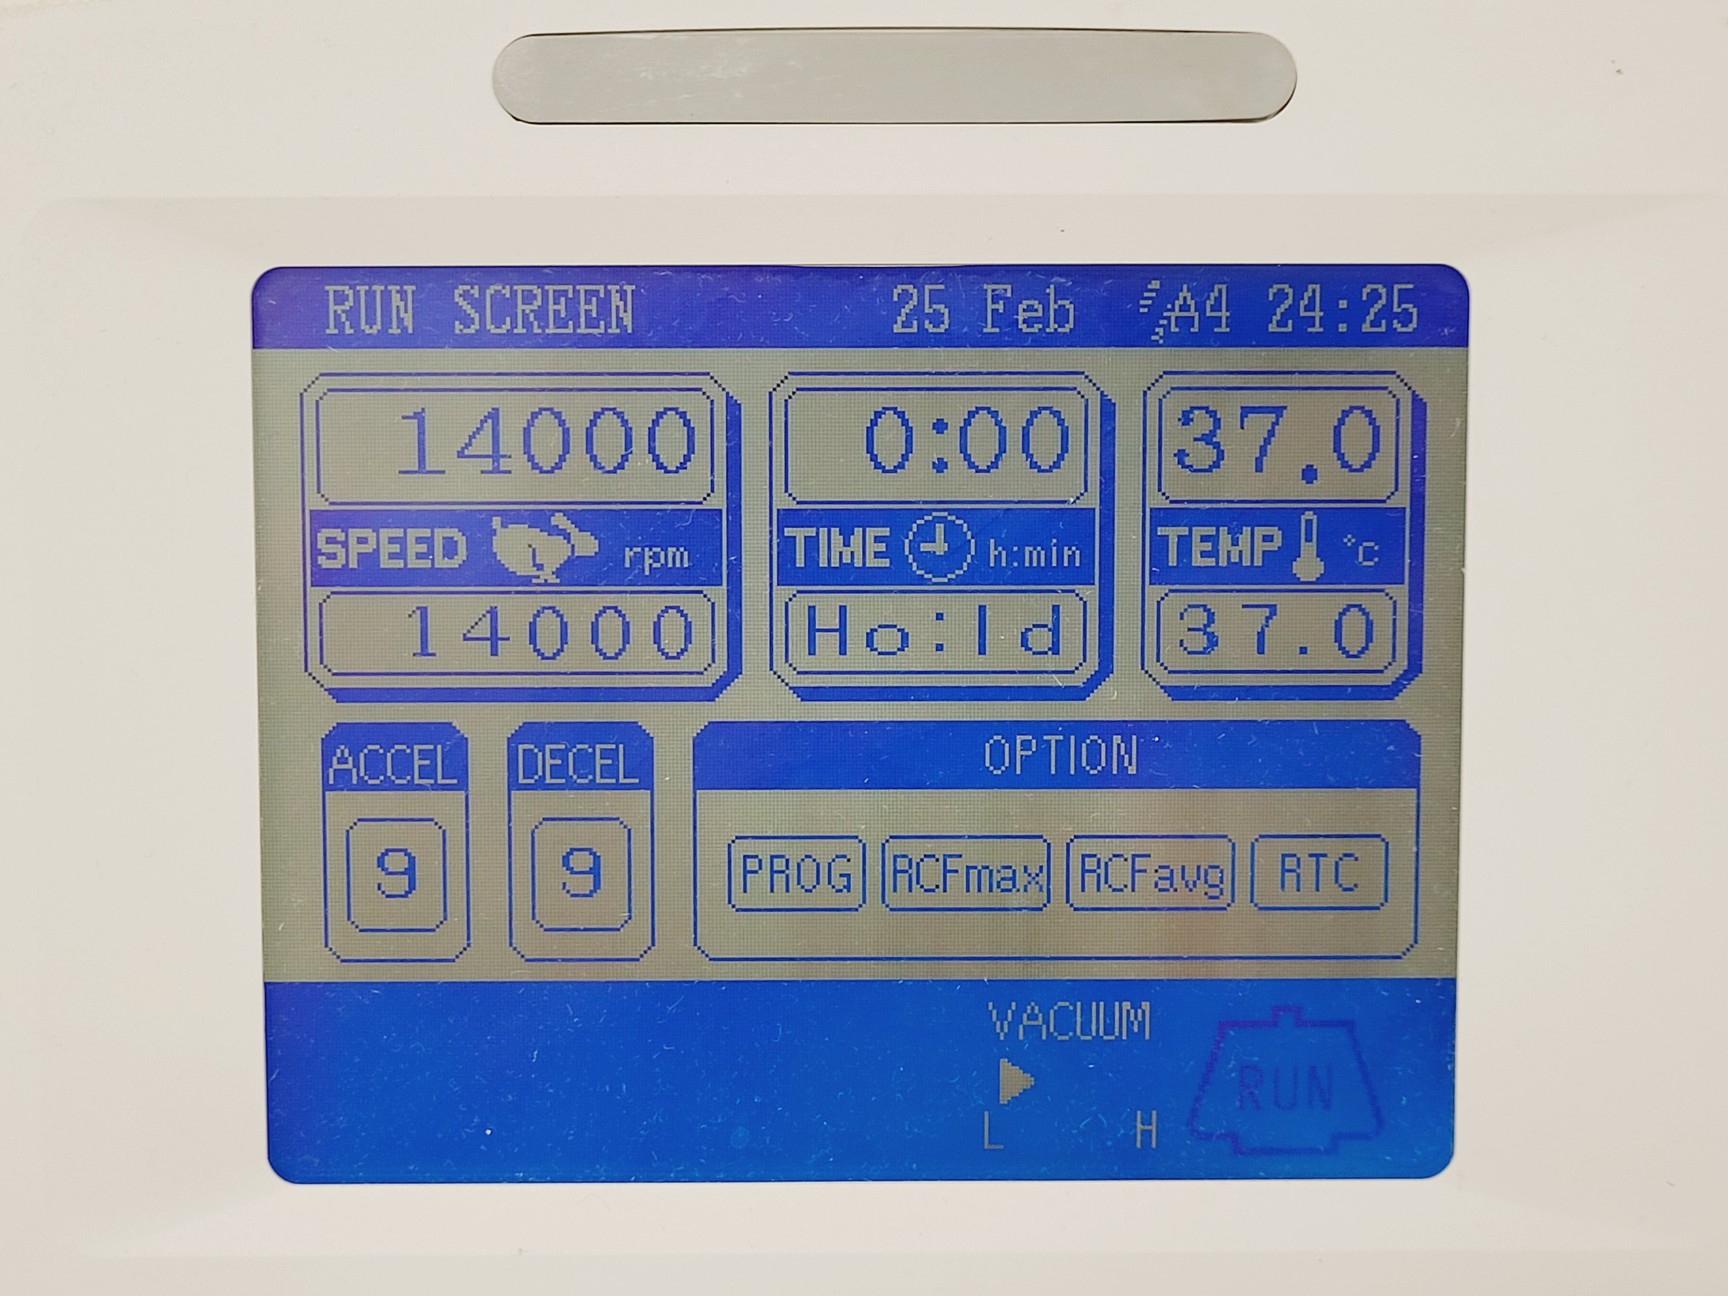 RUN SCREEN 25 Feb A4 24:25
14000 0:00 37.0
SPEED rpm TIME h:min TEMP °C
14000 Ho:ld 37.0
ACCEL DECEL OPTION
9 9 PROG RCFmax RCFavg RTC
VACUUM
RUN
L H